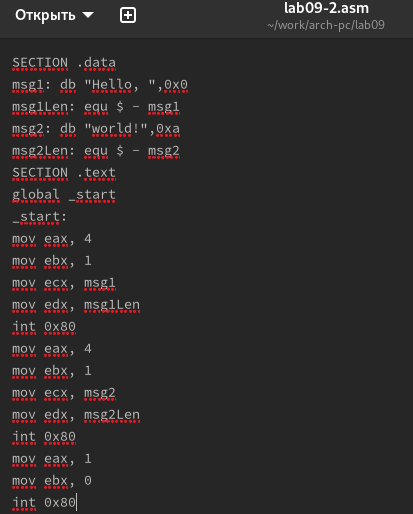 Открыть
lab09-2.asm
~/work/arch-pc/lab09
SECTION .data
msg1: db "Hello, ",0x0
msg1Len: equ $ - msg1
msg2: db "world!",0xa
msg2Len: equ $ - msg2
SECTION .text
global _start
_start:
mov eax, 4
mov ebx, 1
mov ecx, msg1
mov edx, msg1Len
int 0x80
mov eax, 4
mov ebx, 1
mov ecx, msg2
mov edx, msg2Len
int 0x80
mov eax, 1
mov ebx, 0
int 0x80